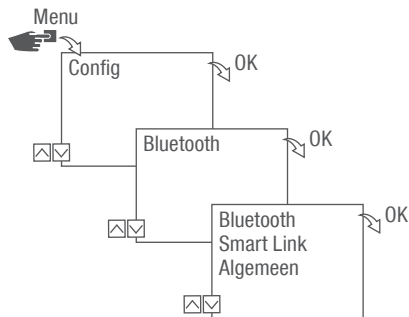 Menu
Config
OK
Bluetooth
OK
Bluetooth
Smart Link
Algemeen
OK